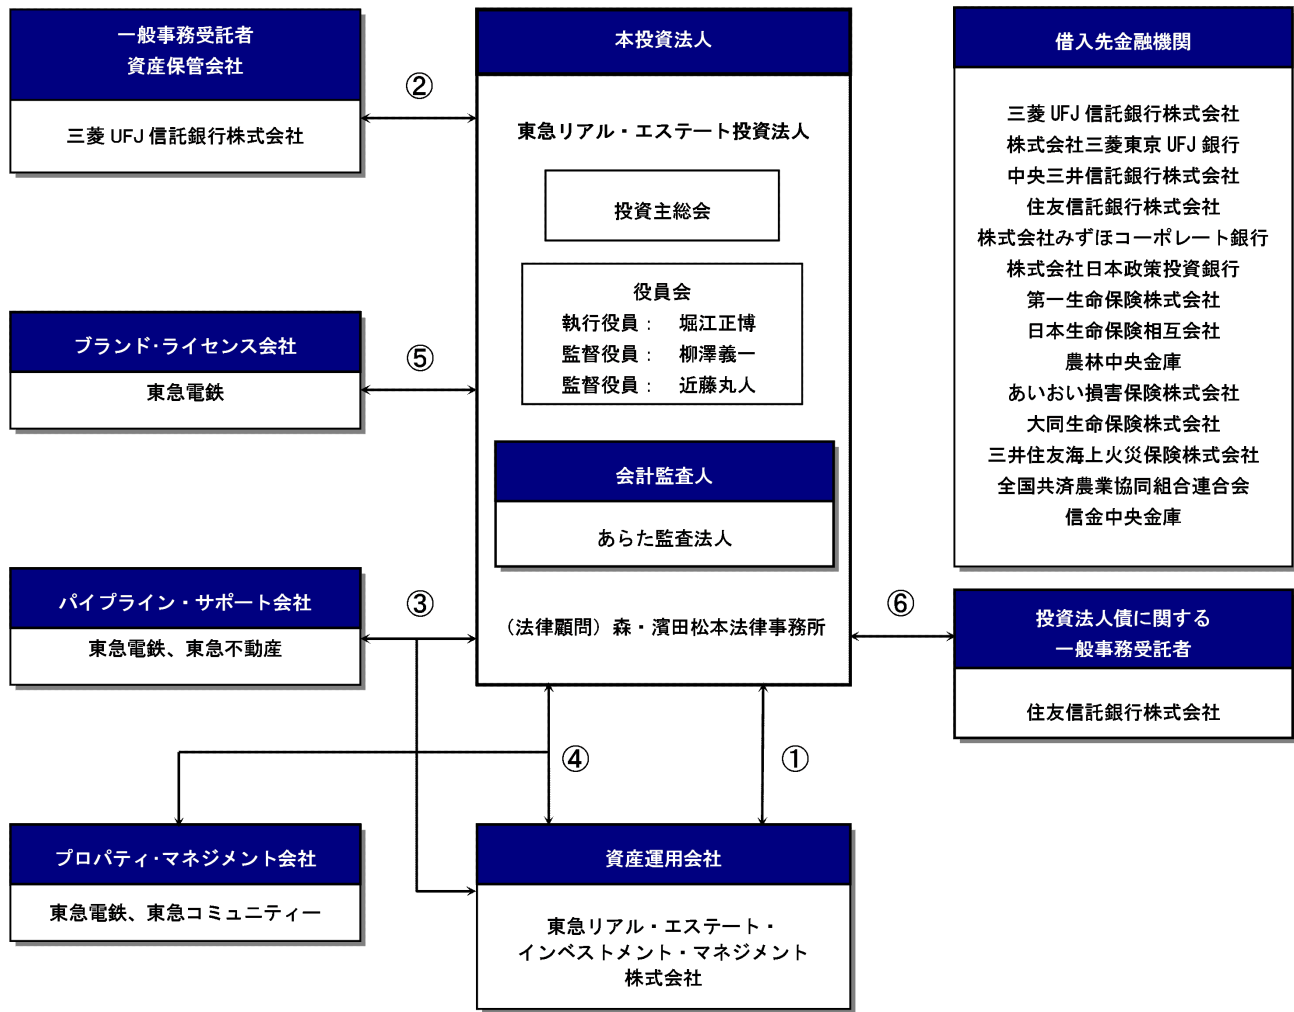 一般事務受託者
資産保管会社
三菱UFJ信託銀行株式会社
②
本投資法人
東急リアル・エステート投資法人
投資主総会
役員会
執行役員： 堀江正博
監督役員： 柳澤義一
監督役員： 近藤丸人
会計監査人
あらた監査法人
（法律顧問）森・濱田松本法律事務所
借入先金融機関
三菱UFJ信託銀行株式会社
株式会社三菱東京UFJ銀行
中央三井信託銀行株式会社
住友信託銀行株式会社
株式会社みずほコーポレート銀行
株式会社日本政策投資銀行
第一生命保険株式会社
日本生命保険相互会社
農林中央金庫
あいおい損害保険株式会社
大同生命保険株式会社
三井住友海上火災保険株式会社
全国共済農業協同組合連合会
信金中央金庫
ブランド・ライセンス会社
東急電鉄
⑤
パイプライン・サポート会社
東急電鉄、東急不動産
③
⑥
投資法人債に関する
一般事務受託者
住友信託銀行株式会社
④
①
プロパティ・マネジメント会社
東急電鉄、東急コミュニティー
資産運用会社
東急リアル・エステート・
インベストメント・マネジメント
株式会社